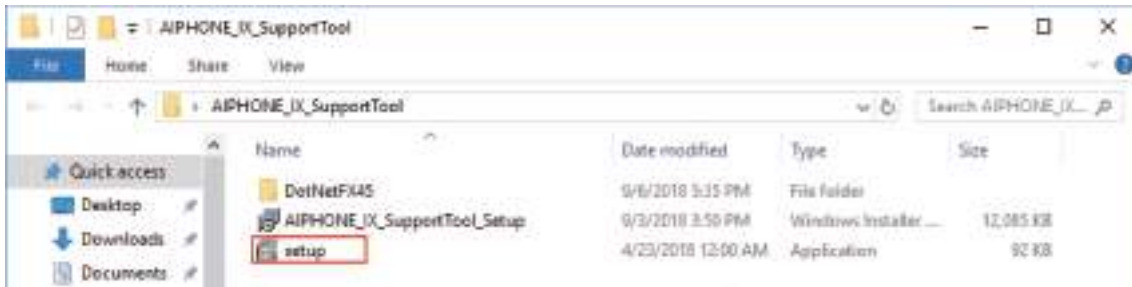 AIPHONE_IX_SupportTool
File Home Share View
AIPHONE_IX_SupportTool Search AIPHONE_IX...
Name Date modified Type Size
Quick access
DotNetFX45 9/6/2018 5:35 PM File folder
Desktop
AIPHONE_IX_SupportTool_Setup 9/3/2018 3:50 PM Windows Installer ... 12,085 KB
Downloads
setup 4/23/2018 12:00 AM Application 92 KB
Documents